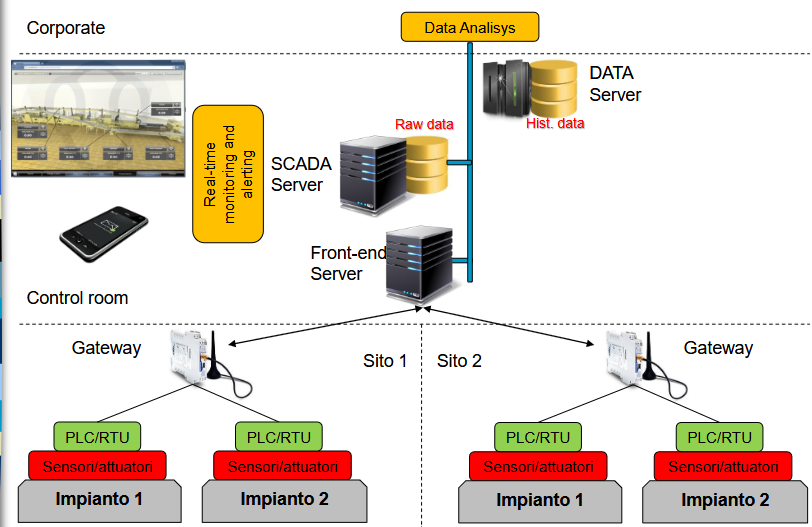 Corporate
Data Analisys
DATA
Server
Hist. data
Raw data
SCADA
Server
Real-time
monitoring and
alerting
Front-end
Server
Control room
Gateway
Sito 1
Sito 2
Gateway
PLC/RTU
PLC/RTU
PLC/RTU
PLC/RTU
Sensori/attuatori
Sensori/attuatori
Sensori/attuatori
Sensori/attuatori
Impianto 1
Impianto 2
Impianto 1
Impianto 2